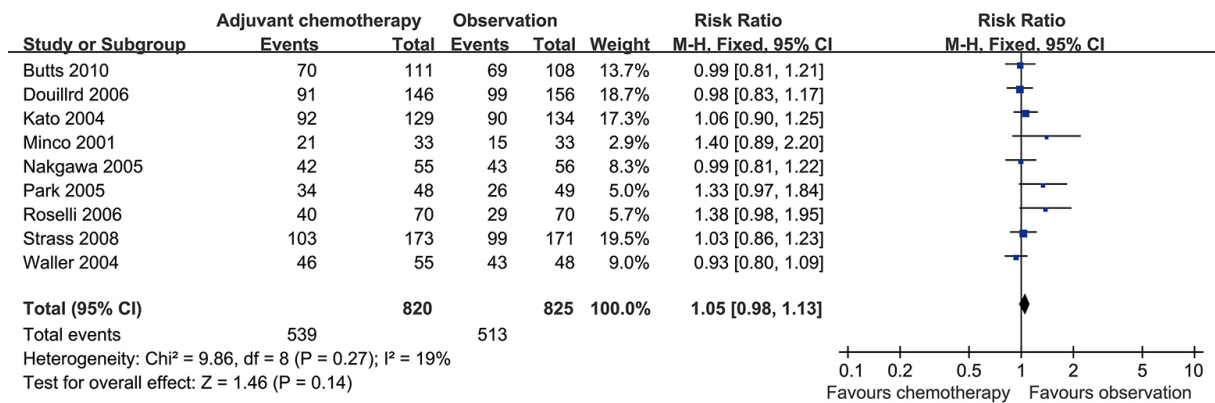 Adjuvant chemotherapy Observation Risk Ratio Risk Ratio
Study or Subgroup Events Total Events Total Weight M-H, Fixed, 95% CI M-H, Fixed, 95% CI
Butts 2010 70 111 69 108 13.7% 0.99 [0.81, 1.21]
Douillrd 2006 91 146 99 156 18.7% 0.98 [0.83, 1.17]
Kato 2004 92 129 90 134 17.3% 1.06 [0.90, 1.25]
Minco 2001 21 33 15 33 2.9% 1.40 [0.89, 2.20]
Nakgawa 2005 42 55 43 56 8.3% 0.99 [0.81, 1.22]
Park 2005 34 48 26 49 5.0% 1.33 [0.97, 1.84]
Roselli 2006 40 70 29 70 5.7% 1.38 [0.98, 1.95]
Strass 2008 103 173 99 171 19.5% 1.03 [0.86, 1.23]
Waller 2004 46 55 43 48 9.0% 0.93 [0.80, 1.09]
Total (95% CI) 820 825 100.0% 1.05 [0.98, 1.13]
Total events 539 513
Heterogeneity: Chi² = 9.86, df = 8 (P = 0.27); I² = 19%
Test for overall effect: Z = 1.46 (P = 0.14)
0.1 0.2 0.5 1 2 5 10
Favours chemotherapy Favours observation